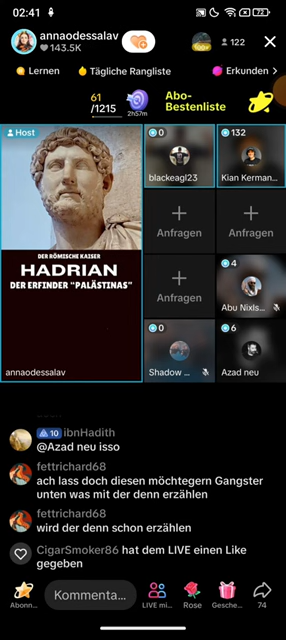 02:41
72
annaodessalav
143.5K
100+
122
Lernen
Tägliche Rangliste
Erkunden
61
/1215
2h57m
Abo-
Bestenliste
Host
DER RÖMISCHE KAISER
HADRIAN
DER ERFINDER "PALÄSTINAS"
annaodessalav
0
blackeagl23
132
Kian Kerman...
Anfragen
Anfragen
Anfragen
4
Abu Nixls...
0
Shadow ...
6
Azad neu
10 ibnHadith
@Azad neu isso
fettrichard68
ach lass doch diesen möchtegern Gangster
unten was mit der denn erzählen
fettrichard68
wird der denn schon erzählen
CigarSmoker86 hat dem LIVE einen Like
gegeben
Abonn...
Kommenta...
LIVE mi...
Rose
Gesche...
74